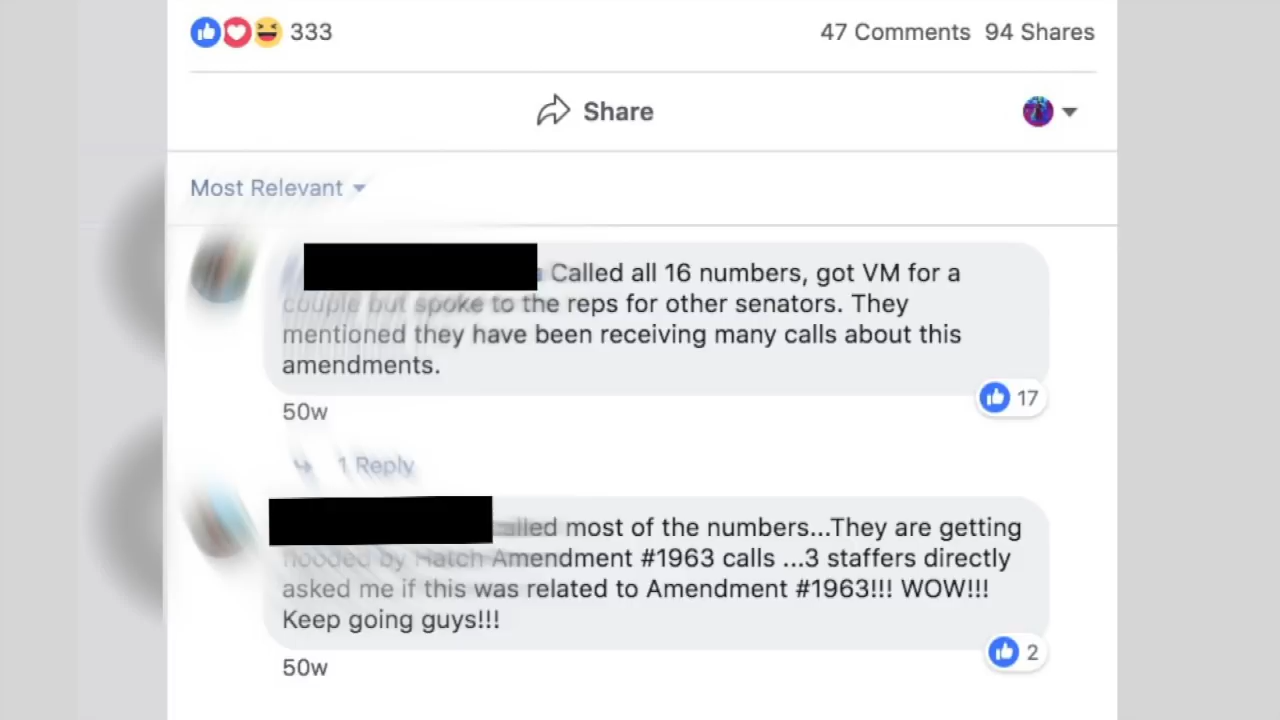 333
47 Comments 94 Shares
Share
Most Relevant
Called all 16 numbers, got VM for a
couple but spoke to the reps for other senators. They
mentioned they have been receiving many calls about this
amendments.
17
50w
1 Reply
called most of the numbers...They are getting
flooded by Hatch Amendment #1963 calls ...3 staffers directly
asked me if this was related to Amendment #1963!!! WOW!!!
Keep going guys!!!
2
50w